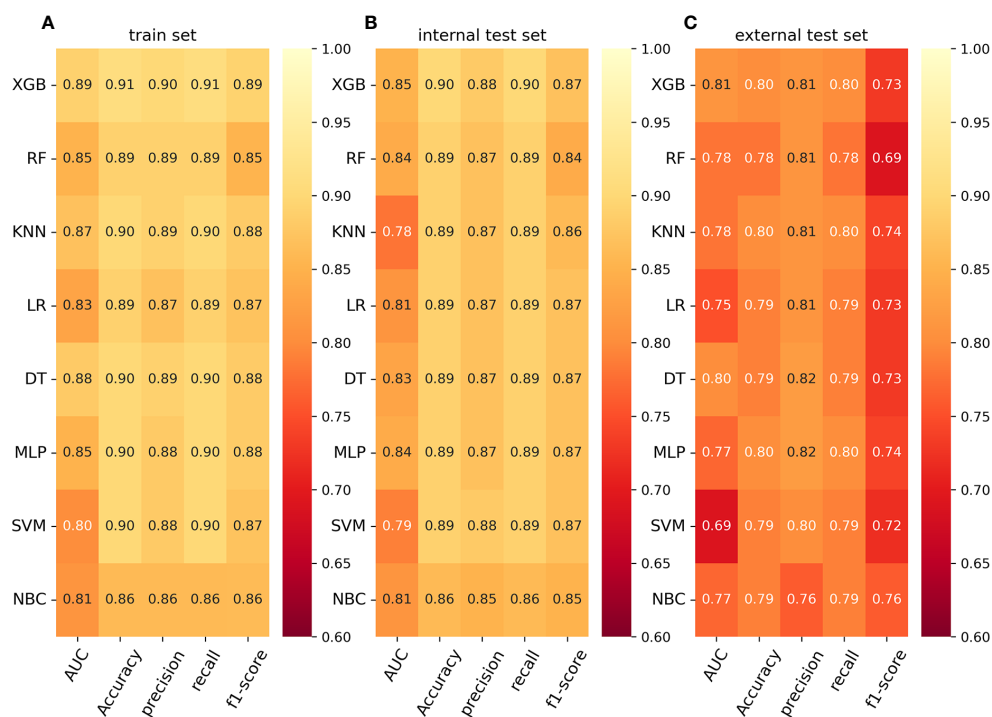 A B C
train set internal test set external test set
XGB 0.89 0.91 0.90 0.91 0.89 XGB 0.85 0.90 0.88 0.90 0.87 XGB 0.81 0.80 0.81 0.80 0.73
RF 0.85 0.89 0.89 0.89 0.85 RF 0.84 0.89 0.87 0.89 0.84 RF 0.78 0.78 0.81 0.78 0.69
KNN 0.87 0.90 0.89 0.90 0.88 KNN 0.78 0.89 0.87 0.89 0.86 KNN 0.78 0.80 0.81 0.80 0.74
LR 0.83 0.89 0.87 0.89 0.87 LR 0.81 0.89 0.87 0.89 0.87 LR 0.75 0.79 0.81 0.79 0.73
DT 0.88 0.90 0.89 0.90 0.88 DT 0.83 0.89 0.87 0.89 0.87 DT 0.80 0.79 0.82 0.79 0.73
MLP 0.85 0.90 0.88 0.90 0.88 MLP 0.84 0.89 0.87 0.89 0.87 MLP 0.77 0.80 0.82 0.80 0.74
SVM 0.80 0.90 0.88 0.90 0.87 SVM 0.79 0.89 0.88 0.89 0.87 SVM 0.69 0.79 0.80 0.79 0.72
NBC 0.81 0.86 0.86 0.86 0.86 NBC 0.81 0.86 0.85 0.86 0.85 NBC 0.77 0.79 0.76 0.79 0.76
AUC Accuracy precision recall f1-score AUC Accuracy precision recall f1-score AUC Accuracy precision recall f1-score
1.00 1.00 1.00
0.95 0.95 0.95
0.90 0.90 0.90
0.85 0.85 0.85
0.80 0.80 0.80
0.75 0.75 0.75
0.70 0.70 0.70
0.65 0.65 0.65
0.60 0.60 0.60